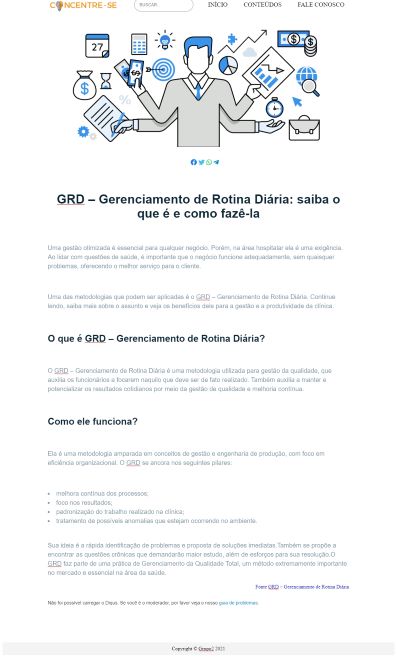 CONCENTRE-SE
BUSCAR
INÍCIO
CONTEÚDOS
FALE CONOSCO
27
GRD – Gerenciamento de Rotina Diária: saiba o
que é e como fazê-la
Uma gestão otimizada é essencial para qualquer negócio. Porém, na área hospitalar ela é uma exigência.
Ao lidar com questões de saúde, é importante que o negócio funcione adequadamente, sem quaisquer
problemas, oferecendo o melhor serviço para o cliente.
Uma das metodologias que podem ser aplicadas é o GRD – Gerenciamento de Rotina Diária. Continue
lendo, saiba mais sobre o assunto e veja os benefícios dele para a gestão e a produtividade da clínica.
O que é GRD – Gerenciamento de Rotina Diária?
O GRD – Gerenciamento de Rotina Diária é uma metodologia utilizada para gestão da qualidade, que
auxilia os funcionários a focarem naquilo que deve ser de fato realizado. Também auxilia a manter e
potencializar os resultados cotidianos por meio da gestão de qualidade e melhoria contínua.
Como ele funciona?
Ela é uma metodologia amparada em conceitos de gestão e engenharia de produção, com foco em
eficiência organizacional. O GRD se ancora nos seguintes pilares:
• melhoria contínua dos processos;
• foco nos resultados;
• padronização do trabalho realizado na clínica;
• tratamento de possíveis anomalias que estejam ocorrendo no ambiente.
Sua ideia é a rápida identificação de problemas e proposta de soluções imediatas.Também se propõe a
encontrar as questões crônicas que demandarão maior estudo, além de esforços para sua resolução.O
GRD faz parte de uma prática de Gerenciamento da Qualidade Total, um método extremamente importante
no mercado e essencial na área da saúde.
Fonte GRD – Gerenciamento de Rotina Diária
Não foi possível carregar o Disqus. Se você é o moderador, por favor veja o nosso guia de problemas.
Copyright © Grupo2 2021